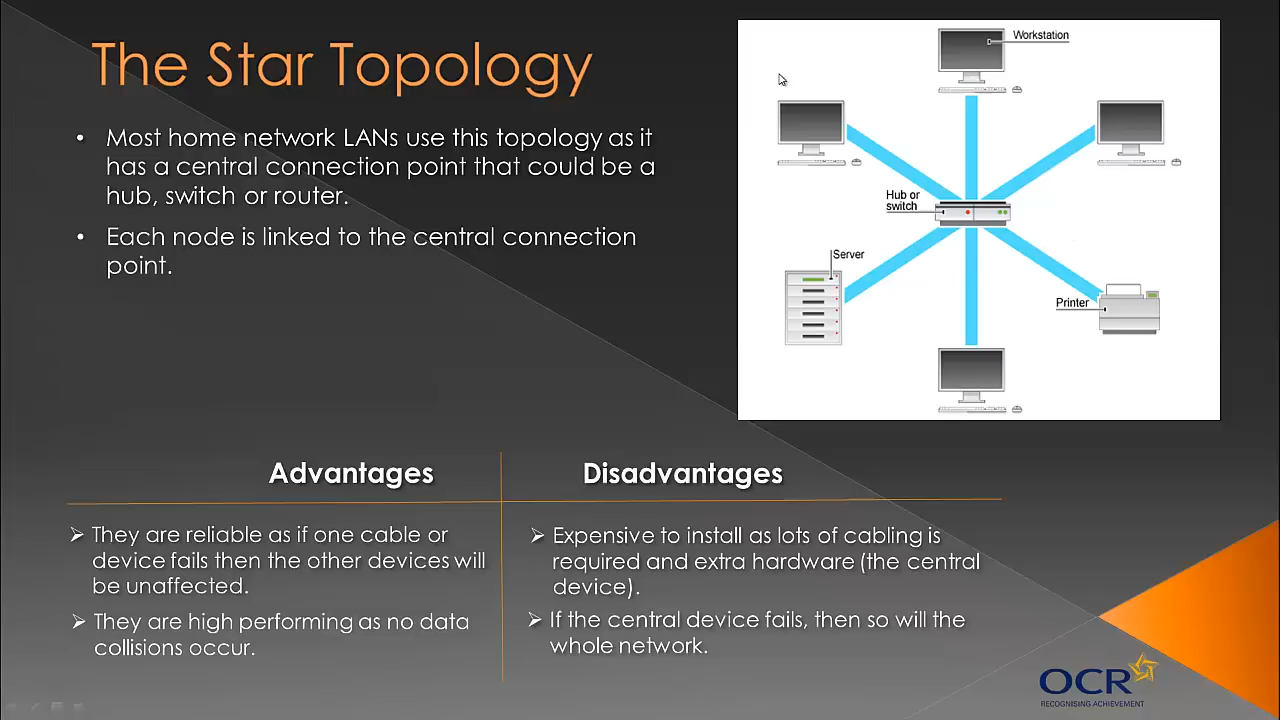 The Star Topology
• Most home network LANs use this topology as it
has a central connection point that could be a
hub, switch or router.
• Each node is linked to the central connection
point.
Workstation
Hub or
switch
Server
Printer
Advantages
➢ They are reliable as if one cable or
device fails then the other devices will
be unaffected.
➢ They are high performing as no data
collisions occur.
Disadvantages
➢ Expensive to install as lots of cabling is
required and extra hardware (the central
device).
➢ If the central device fails, then so will the
whole network.
OCR
RECOGNISING ACHIEVEMENT